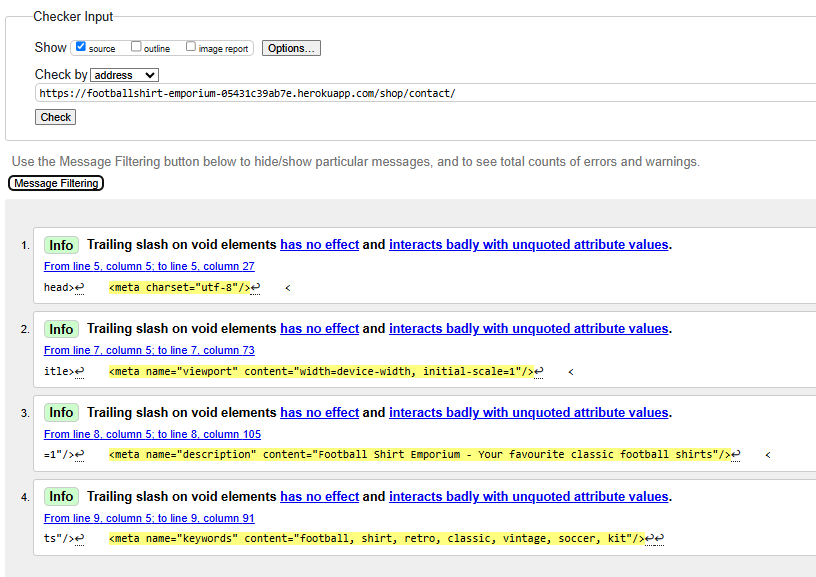 Checker Input
Show source outline image report Options...
Check by address
https://footballshirt-emporium-05431c39ab7e.herokuapp.com/shop/contact/
Check
Use the Message Filtering button below to hide/show particular messages, and to see total counts of errors and warnings.
Message Filtering
1. Info Trailing slash on void elements has no effect and interacts badly with unquoted attribute values.
From line 5, column 5; to line 5, column 27
head>↩ <meta charset="utf-8"/>↩ <
2. Info Trailing slash on void elements has no effect and interacts badly with unquoted attribute values.
From line 7, column 5; to line 7, column 73
itle>↩ <meta name="viewport" content="width=device-width, initial-scale=1"/>↩ <
3. Info Trailing slash on void elements has no effect and interacts badly with unquoted attribute values.
From line 8, column 5; to line 8, column 105
=1"/>↩ <meta name="description" content="Football Shirt Emporium - Your favourite classic football shirts"/>↩ <
4. Info Trailing slash on void elements has no effect and interacts badly with unquoted attribute values.
From line 9, column 5; to line 9, column 91
ts"/>↩ <meta name="keywords" content="football, shirt, retro, classic, vintage, soccer, kit"/>↩↩